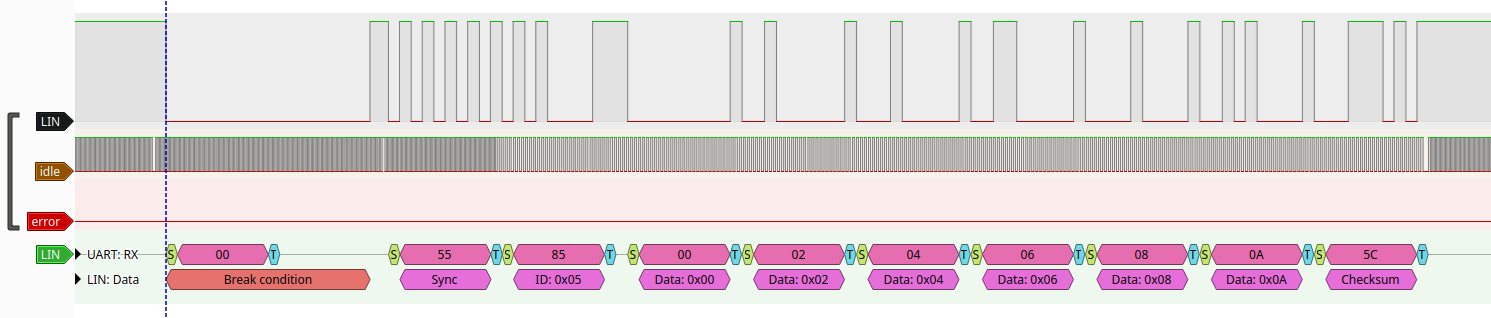 LIN
idle
error
LIN UART: RX S 00 T S 55 T S 85 T S 00 T S 02 T S 04 T S 06 T S 08 T S 0A T S 5C T
LIN: Data Break condition Sync ID: 0x05 Data: 0x00 Data: 0x02 Data: 0x04 Data: 0x06 Data: 0x08 Data: 0x0A Checksum